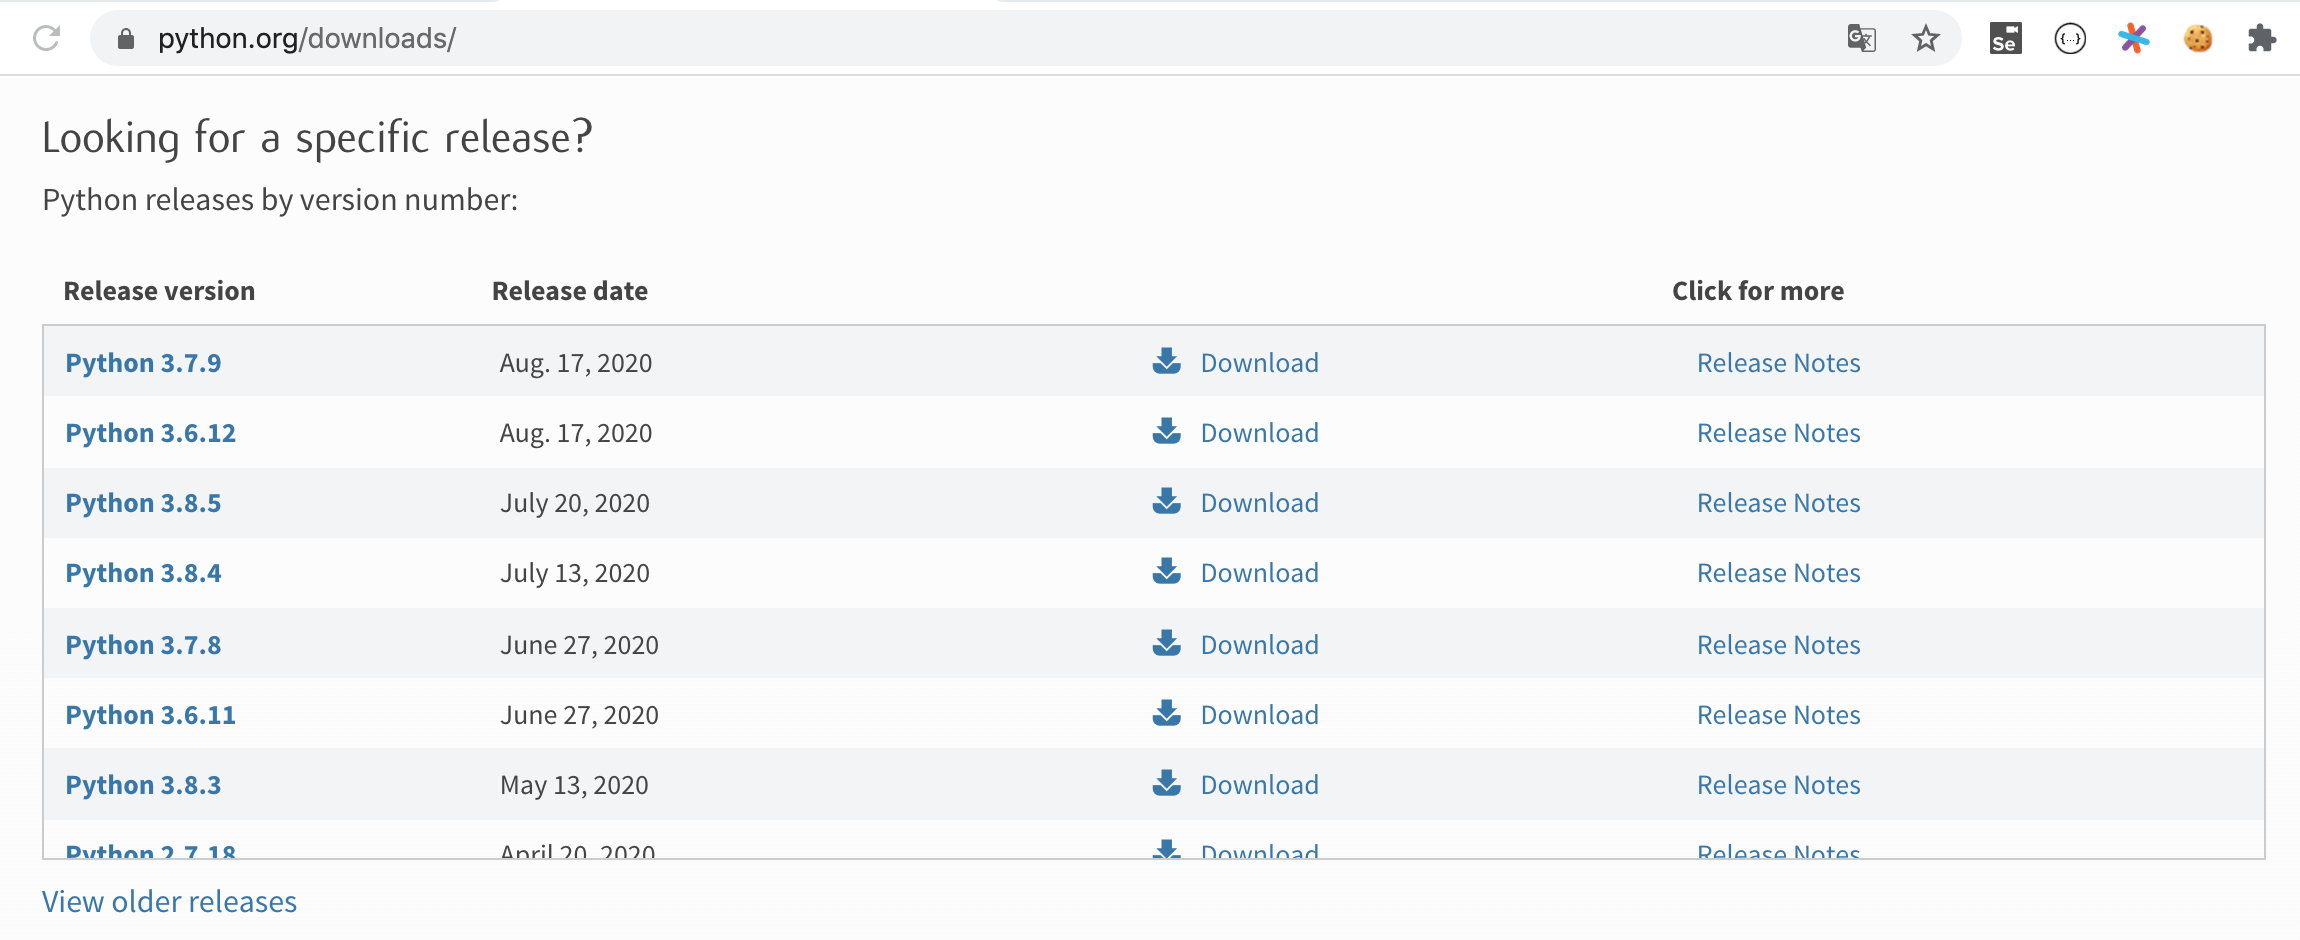 python.org/downloads/
Se
{...}
Looking for a specific release?
Python releases by version number:
Release version Release date Click for more
Python 3.7.9 Aug. 17, 2020 Download Release Notes
Python 3.6.12 Aug. 17, 2020 Download Release Notes
Python 3.8.5 July 20, 2020 Download Release Notes
Python 3.8.4 July 13, 2020 Download Release Notes
Python 3.7.8 June 27, 2020 Download Release Notes
Python 3.6.11 June 27, 2020 Download Release Notes
Python 3.8.3 May 13, 2020 Download Release Notes
Python 2.7.18 April 20, 2020 Download Release Notes
View older releases